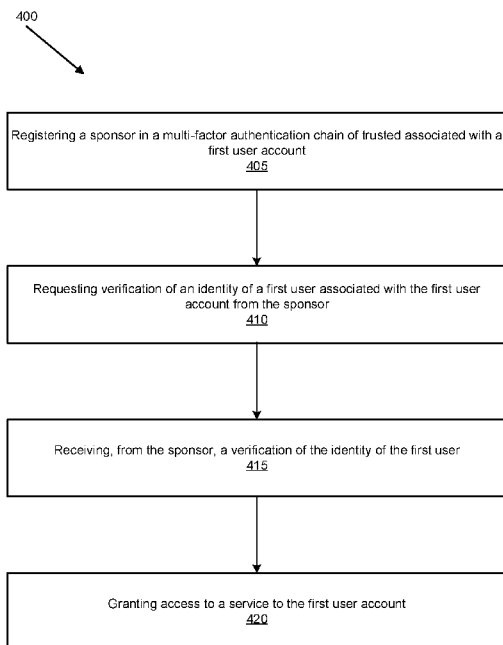 400
Registering a sponsor in a multi-factor authentication chain of trusted associated with a
first user account
405
Requesting verification of an identity of a first user associated with the first user
account from the sponsor
410
Receiving, from the sponsor, a verification of the identity of the first user
415
Granting access to a service to the first user account
420